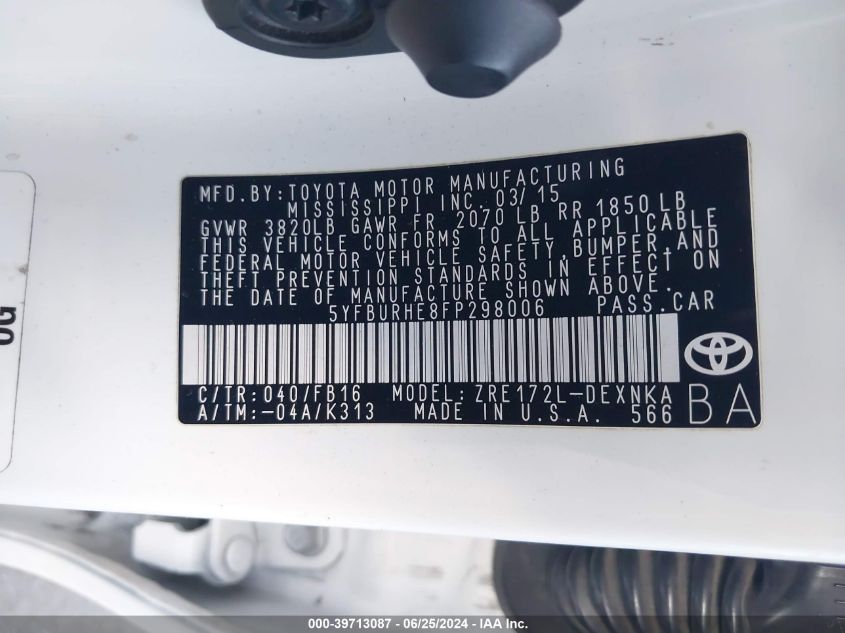 MFD.BY:TOYOTA MOTOR MANUFACTURING
MISSISSIPPI INC. 03/15
GVWR 3820LB GAWR FR 2070 LB RR 1850 LB
THIS VEHICLE CONFORMS TO ALL APPLICABLE
FEDERAL MOTOR VEHICLE SAFETY,BUMPER,AND
THEFT PREVENTION STANDARDS IN EFFECT ON
THE DATE OF MANUFACTURE SHOWN ABOVE.
5YFBURHE8FP298006 PASS.CAR
C/TR:040/FB16 MODEL:ZRE172L-DEXNKA
A/TM:-04A/K313 MADE IN U.S.A. 566
BA
000-39713087 - 06/25/2024 - IAA Inc.